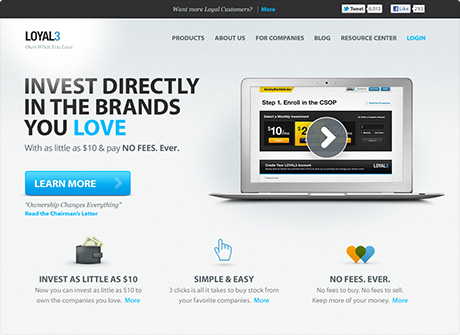 Want more Loyal Customers? | More
Tweet 6,013
Like 291
LOYAL3
Own What You Love
PRODUCTS ABOUT US FOR COMPANIES BLOG RESOURCE CENTER LOGIN
INVEST DIRECTLY
IN THE BRANDS
YOU LOVE
With as little as $10 & pay NO FEES. Ever.
LEARN MORE
"Ownership Changes Everything"
Read the Chairman's Letter
Step 1. Enroll in the CSOP
Select a Monthly Investment
$10/mo
Create Your LOYAL3 Account
LOYAL3
INVEST AS LITTLE AS $10
Now you can invest as little as $10 to
own the companies you love. More
SIMPLE & EASY
3 clicks is all it takes to buy stock from
your favorite companies. More
NO FEES. EVER.
No fees to buy. No fees to sell.
Keep more of your money. More